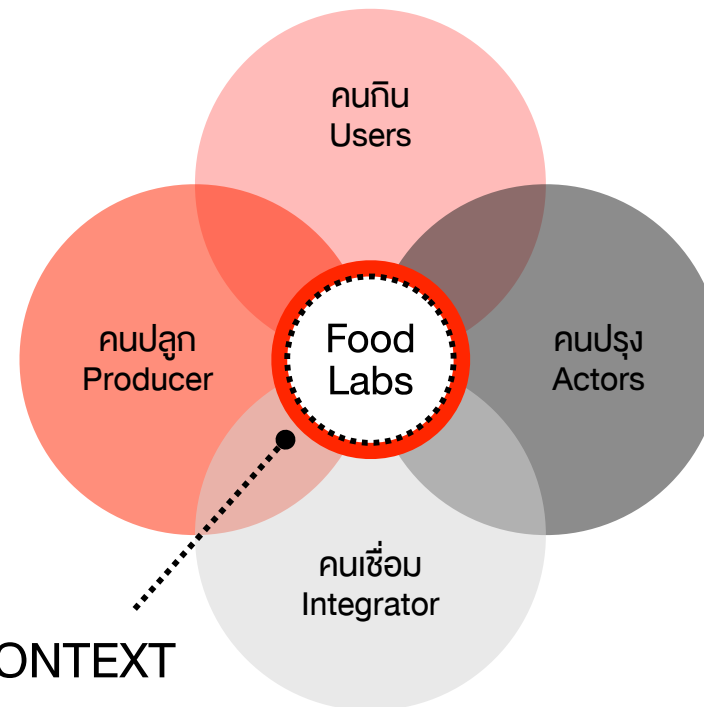 คนกิน
Users
คนปลูก
Producer
Food
Labs
คนปรุง
Actors
คนเชื่อม
Integrator
ONTEXT